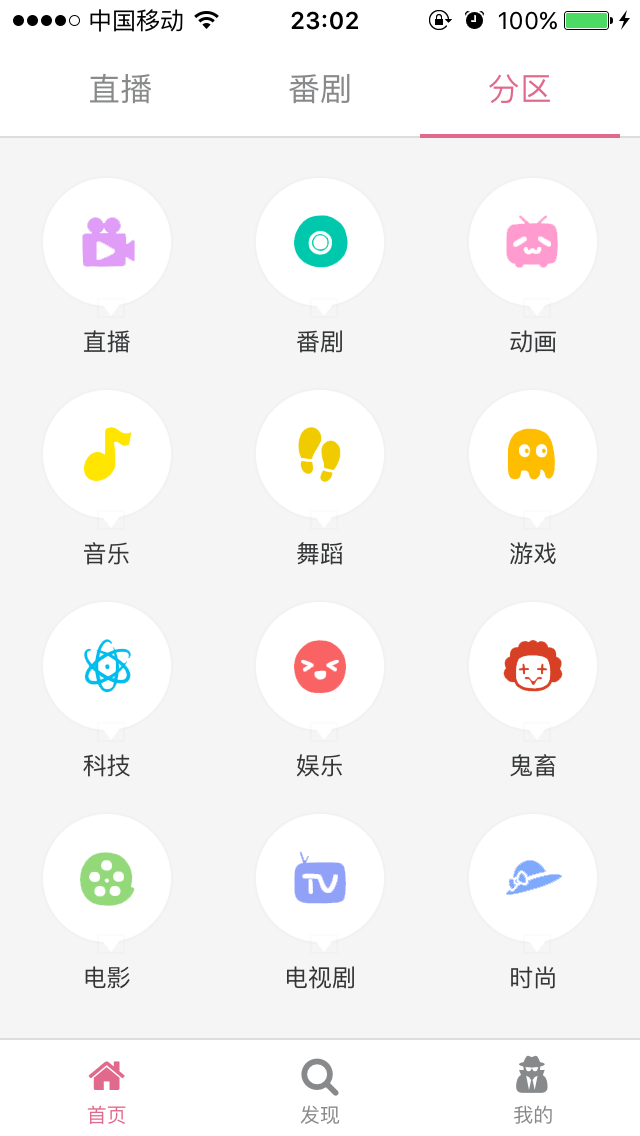 中国移动 23:02 100%
直播 番剧 分区
直播 番剧 动画
音乐 舞蹈 游戏
科技 娱乐 鬼畜
TV
电影 电视剧 时尚
首页 发现 我的